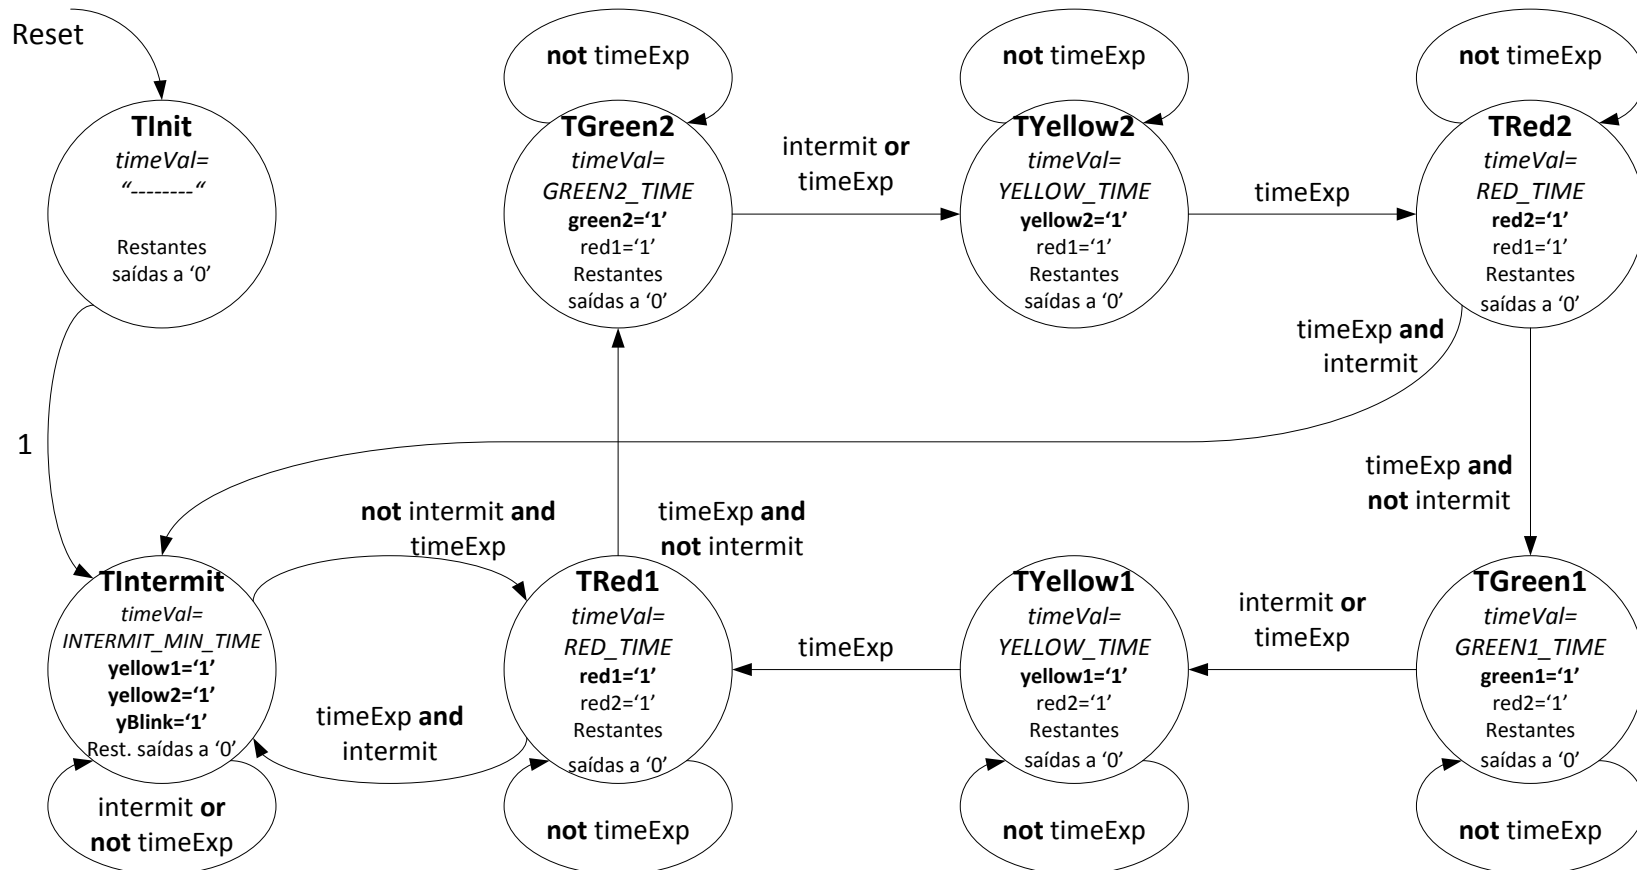 Reset
TInit
timeVal=
“--------“
Restantes
saídas a ‘0’
not timeExp
TGreen2
timeVal=
GREEN2_TIME
green2=‘1’
red1=‘1’
Restantes
saídas a ‘0’
intermit or
timeExp
not timeExp
TYellow2
timeVal=
YELLOW_TIME
yellow2=‘1’
red1=‘1’
Restantes
saídas a ‘0’
timeExp
not timeExp
TRed2
timeVal=
RED_TIME
red2=‘1’
red1=‘1’
Restantes
saídas a ‘0’
timeExp and
intermit
1
timeExp and
not intermit
not intermit and
timeExp
timeExp and
not intermit
TIntermit
timeVal=
INTERMIT_MIN_TIME
yellow1=‘1’
yellow2=‘1’
yBlink=‘1’
Rest. saídas a ‘0’
intermit or
not timeExp
timeExp and
intermit
TRed1
timeVal=
RED_TIME
red1=‘1’
red2=‘1’
Restantes
saídas a ‘0’
not timeExp
timeExp
TYellow1
timeVal=
YELLOW_TIME
yellow1=‘1’
red2=‘1’
Restantes
saídas a ‘0’
not timeExp
intermit or
timeExp
TGreen1
timeVal=
GREEN1_TIME
green1=‘1’
red2=‘1’
Restantes
saídas a ‘0’
not timeExp